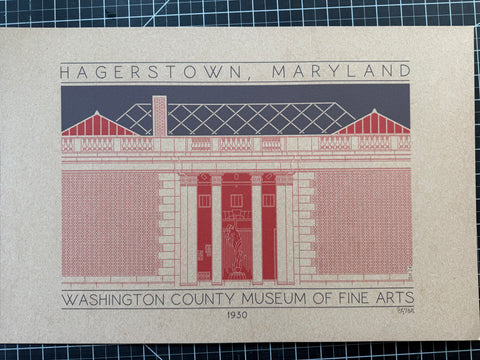 HAGERSTOWN, MARYLAND
WASHINGTON COUNTY MUSEUM OF FINE ARTS
1930